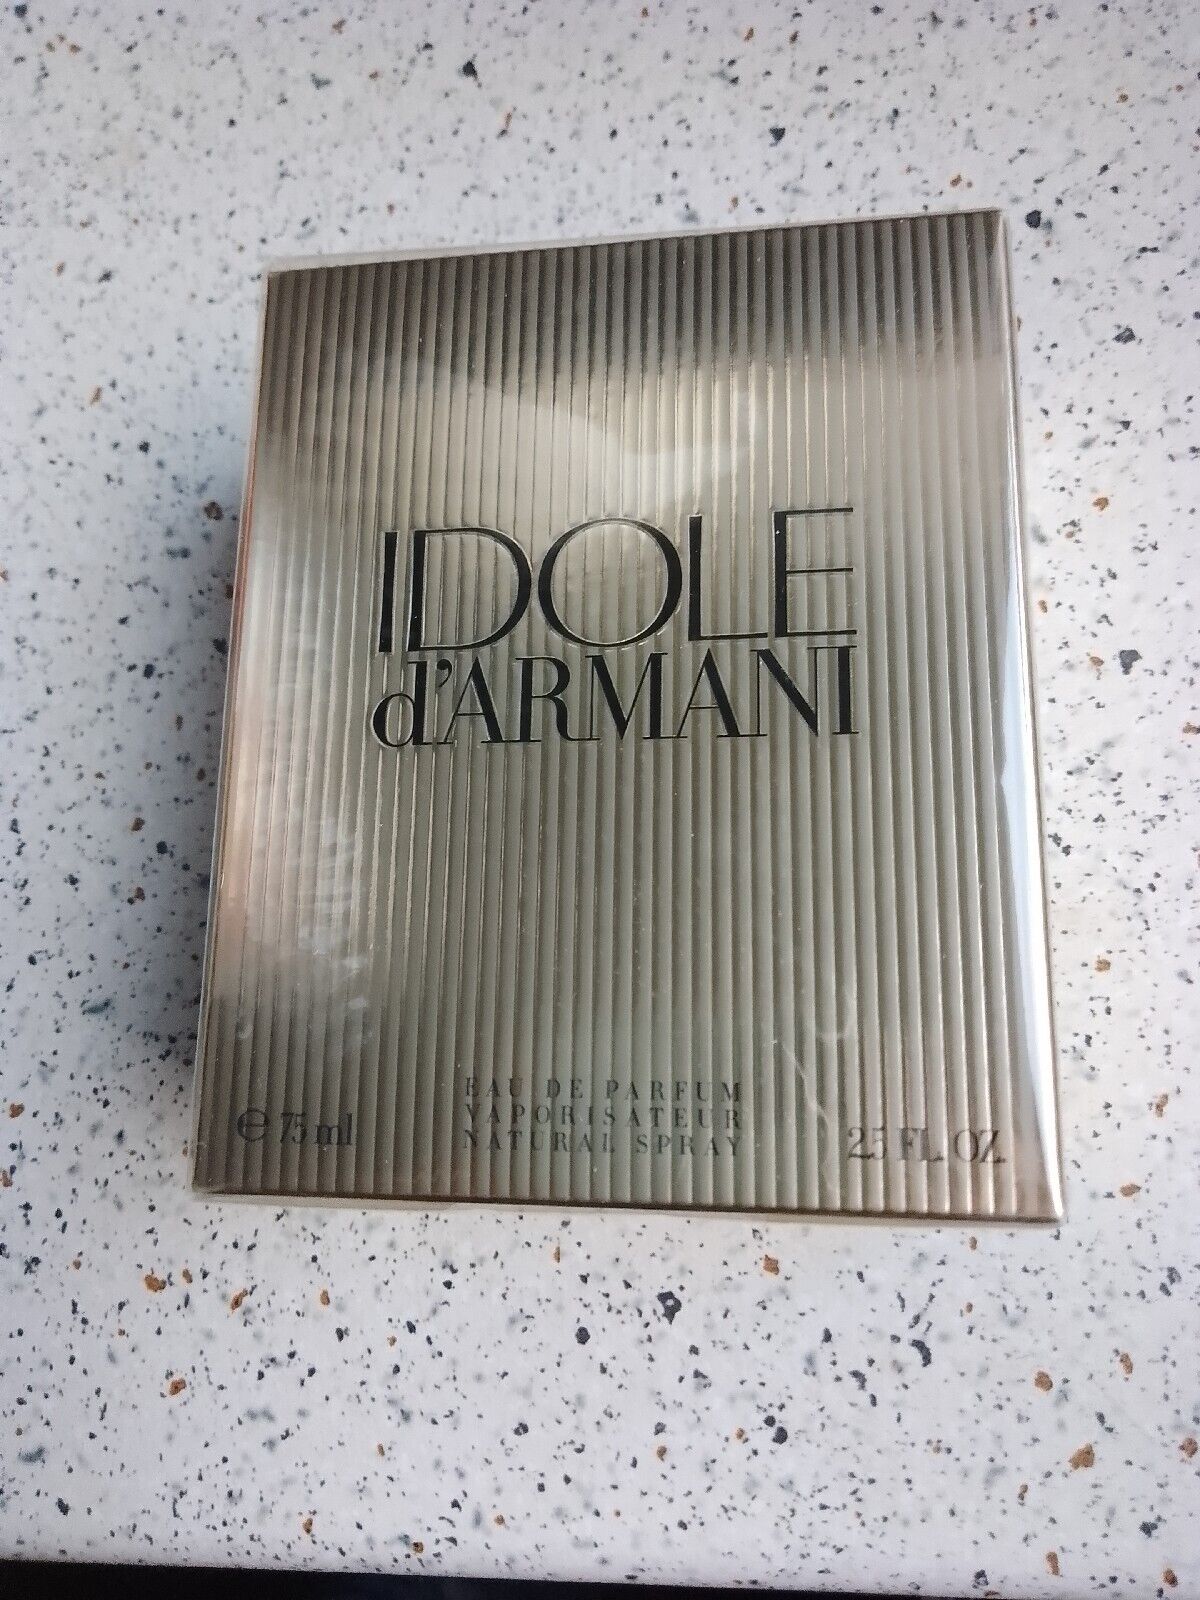 IDOLE
d'ARMANI
EAU DE PARFUM
VAPORISATEUR
NATURAL SPRAY
℮ 75 ml
2.5 FL. OZ.